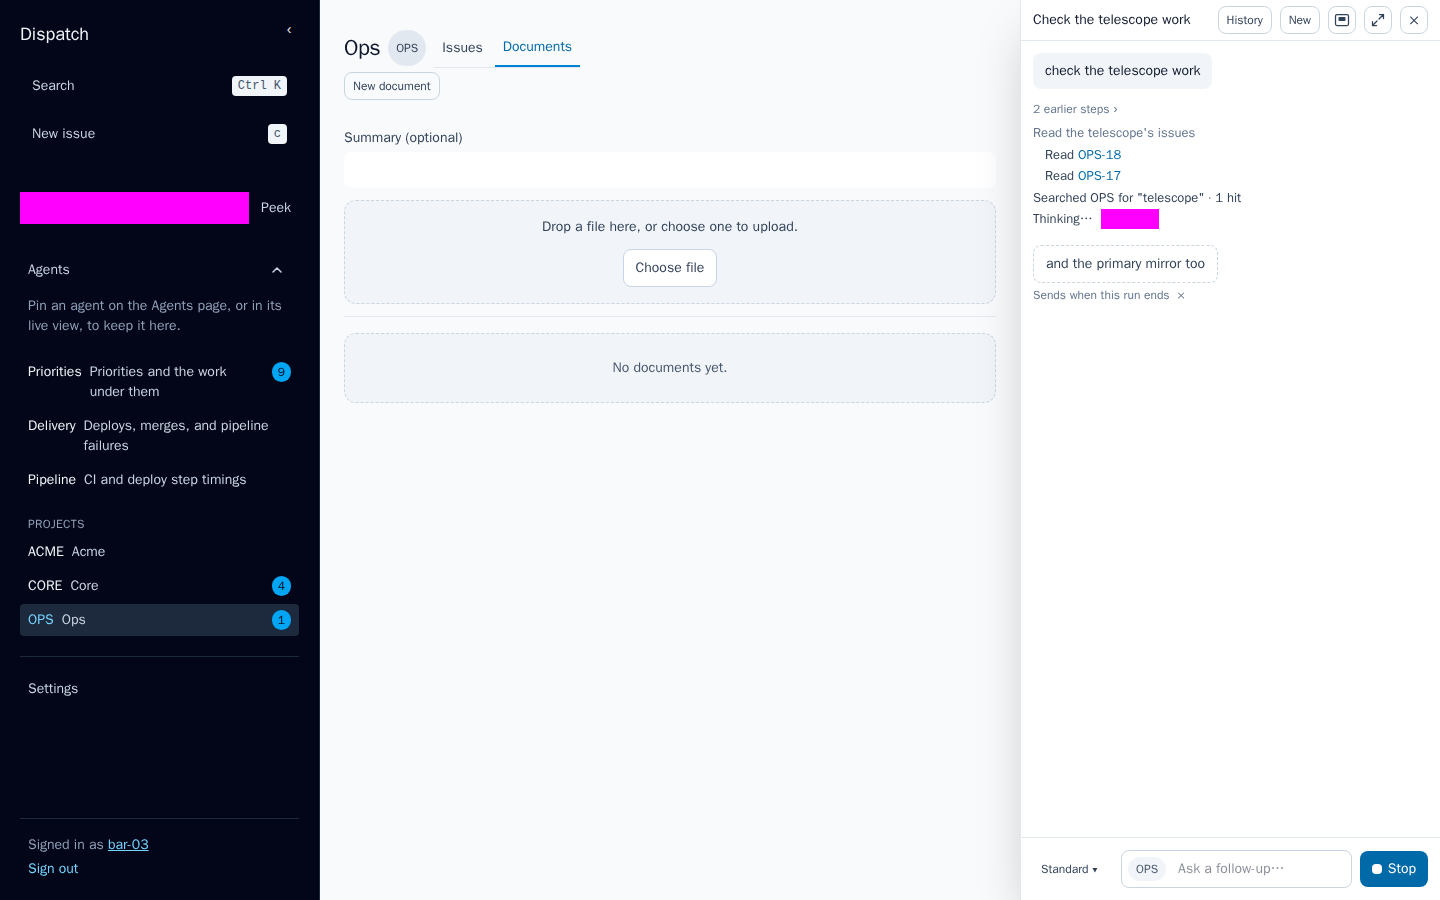 Dispatch
Search
Ctrl K
New issue
C
Peek
Agents
Pin an agent on the Agents page, or in its
live view, to keep it here.
Priorities Priorities and the work
under them
9
Delivery Deploys, merges, and pipeline
failures
Pipeline CI and deploy step timings
PROJECTS
ACME Acme
CORE Core 4
OPS Ops 1
Settings
Signed in as bar-03
Sign out
Ops OPS Issues Documents
New document
Summary (optional)
Drop a file here, or choose one to upload.
Choose file
No documents yet.
Check the telescope work
History
New
check the telescope work
2 earlier steps ›
Read the telescope's issues
Read OPS-18
Read OPS-17
Searched OPS for "telescope" · 1 hit
Thinking···
and the primary mirror too
Sends when this run ends ×
Standard ▾
OPS Ask a follow-up···
Stop